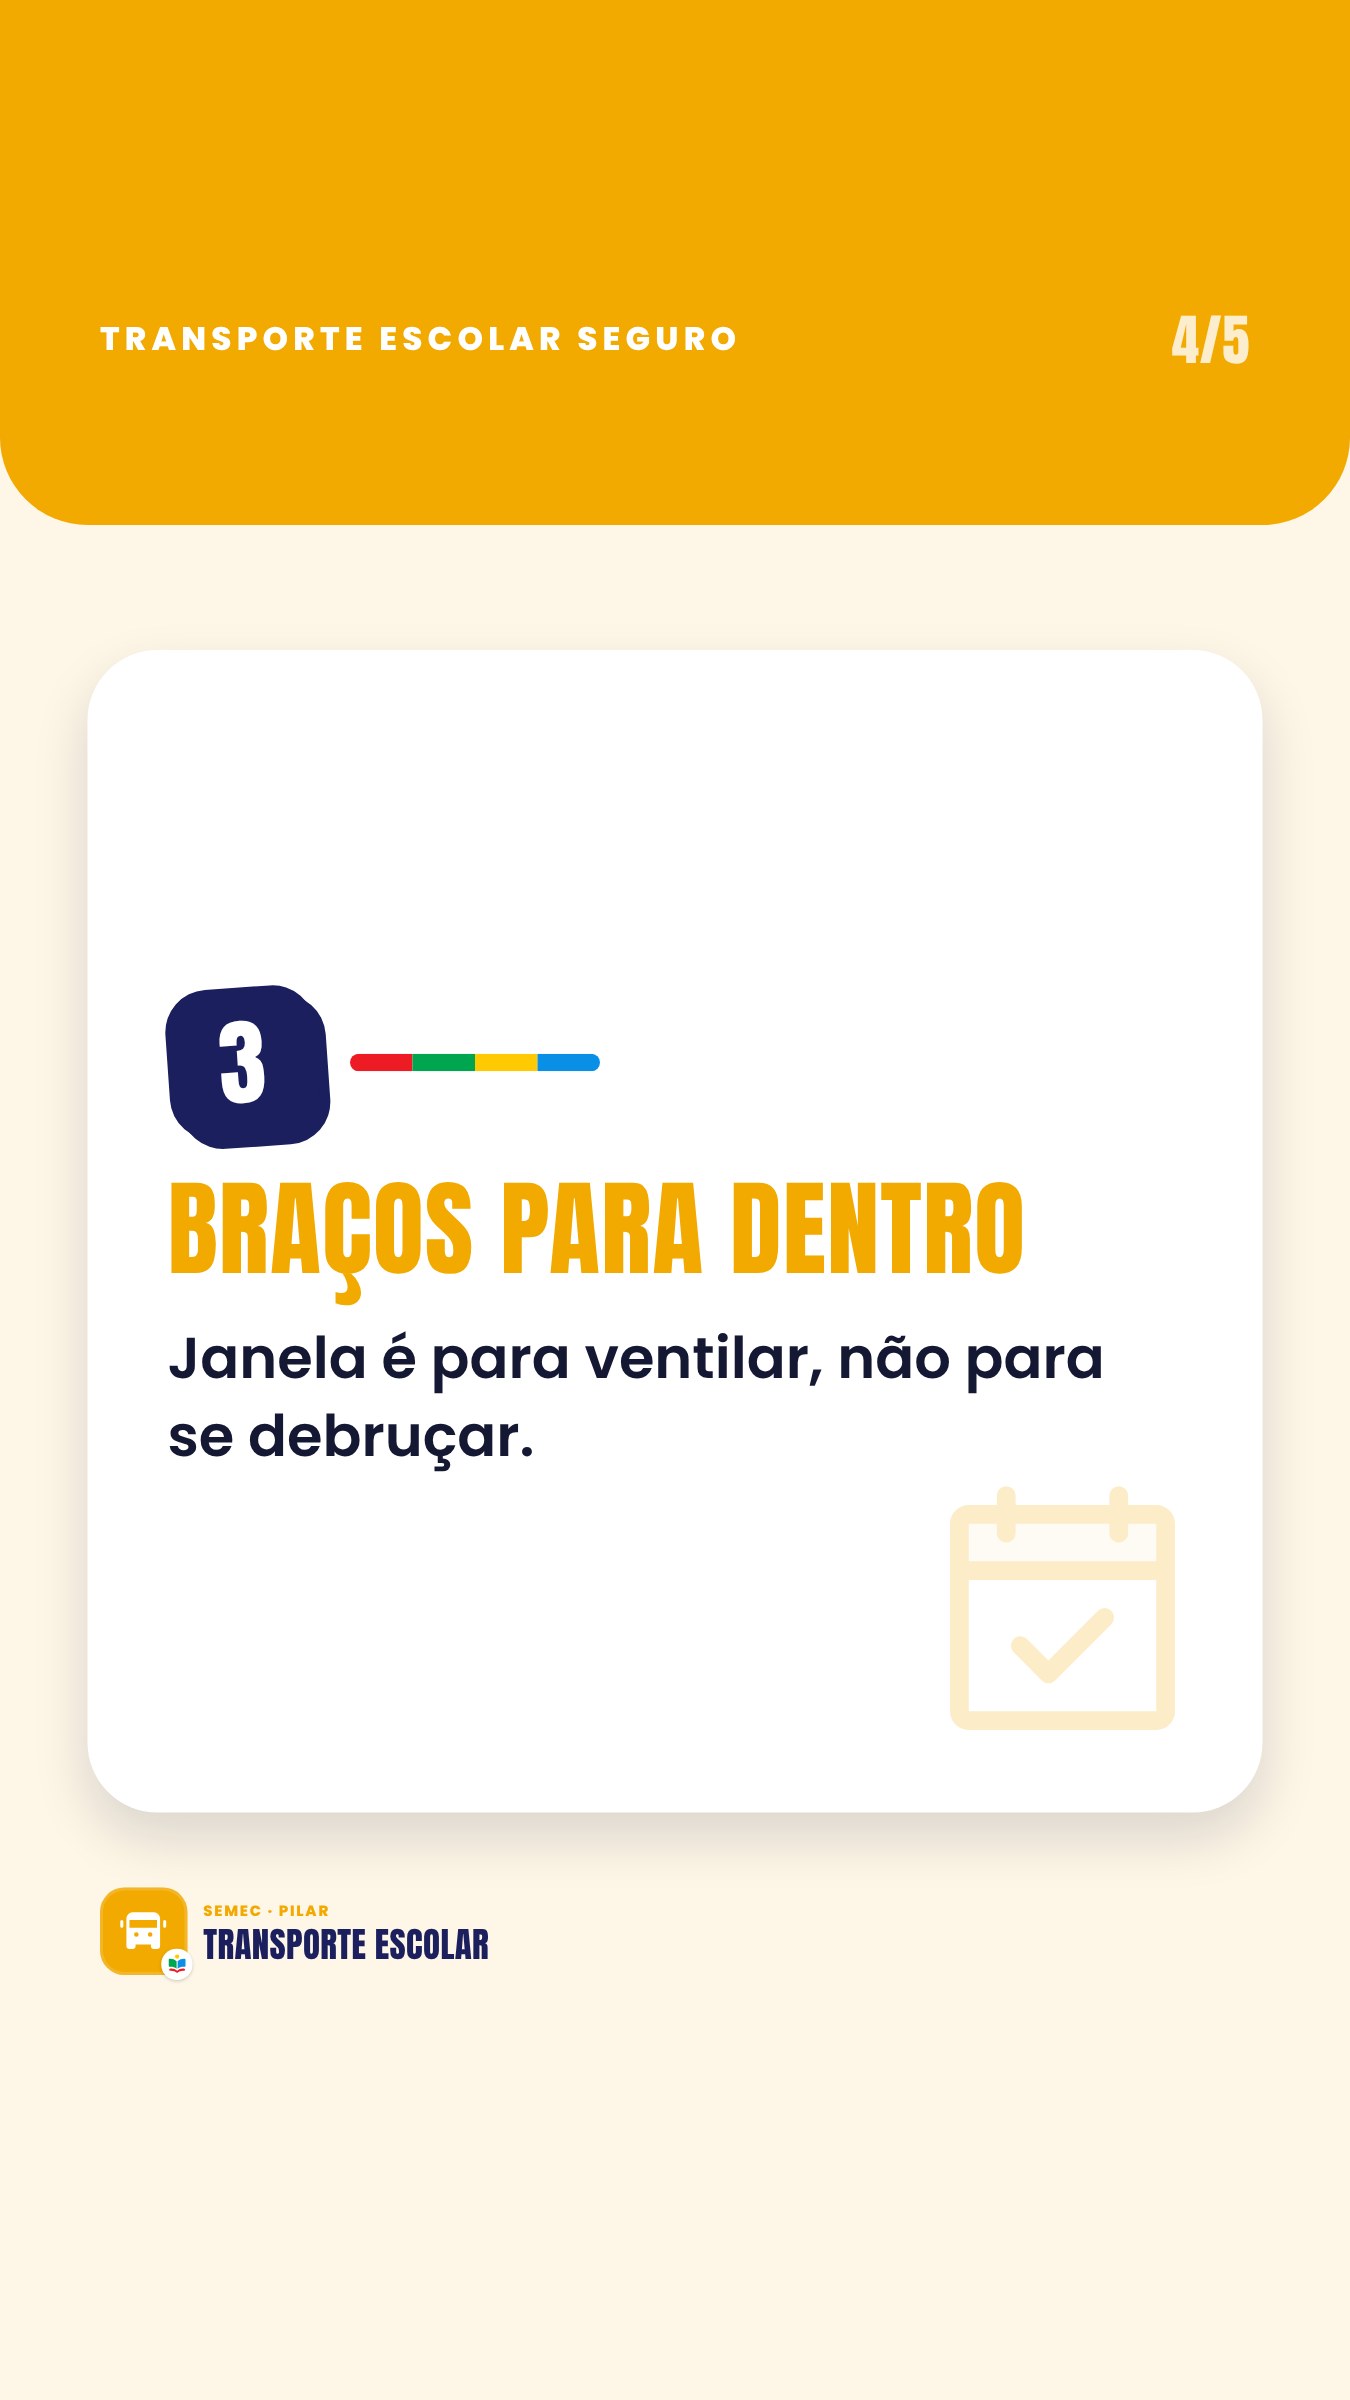 TRANSPORTE ESCOLAR SEGURO
4/5
3
BRAÇOS PARA DENTRO
Janela é para ventilar, não para
se debruçar.
SEMEC · PILAR
TRANSPORTE ESCOLAR